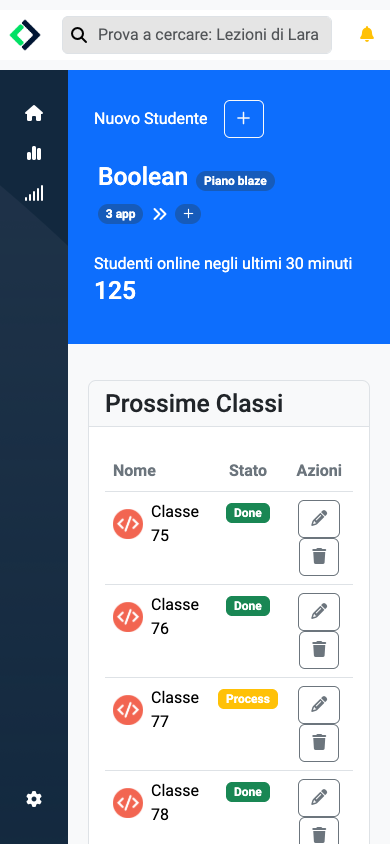 Prova a cercare: Lezioni di Lara
Nuovo Studente +
Boolean Piano blaze
3 app +
Studenti online negli ultimi 30 minuti
125
Prossime Classi
Nome Stato Azioni
</> Classe 75 Done
</> Classe 76 Done
</> Classe 77 Process
</> Classe 78 Done